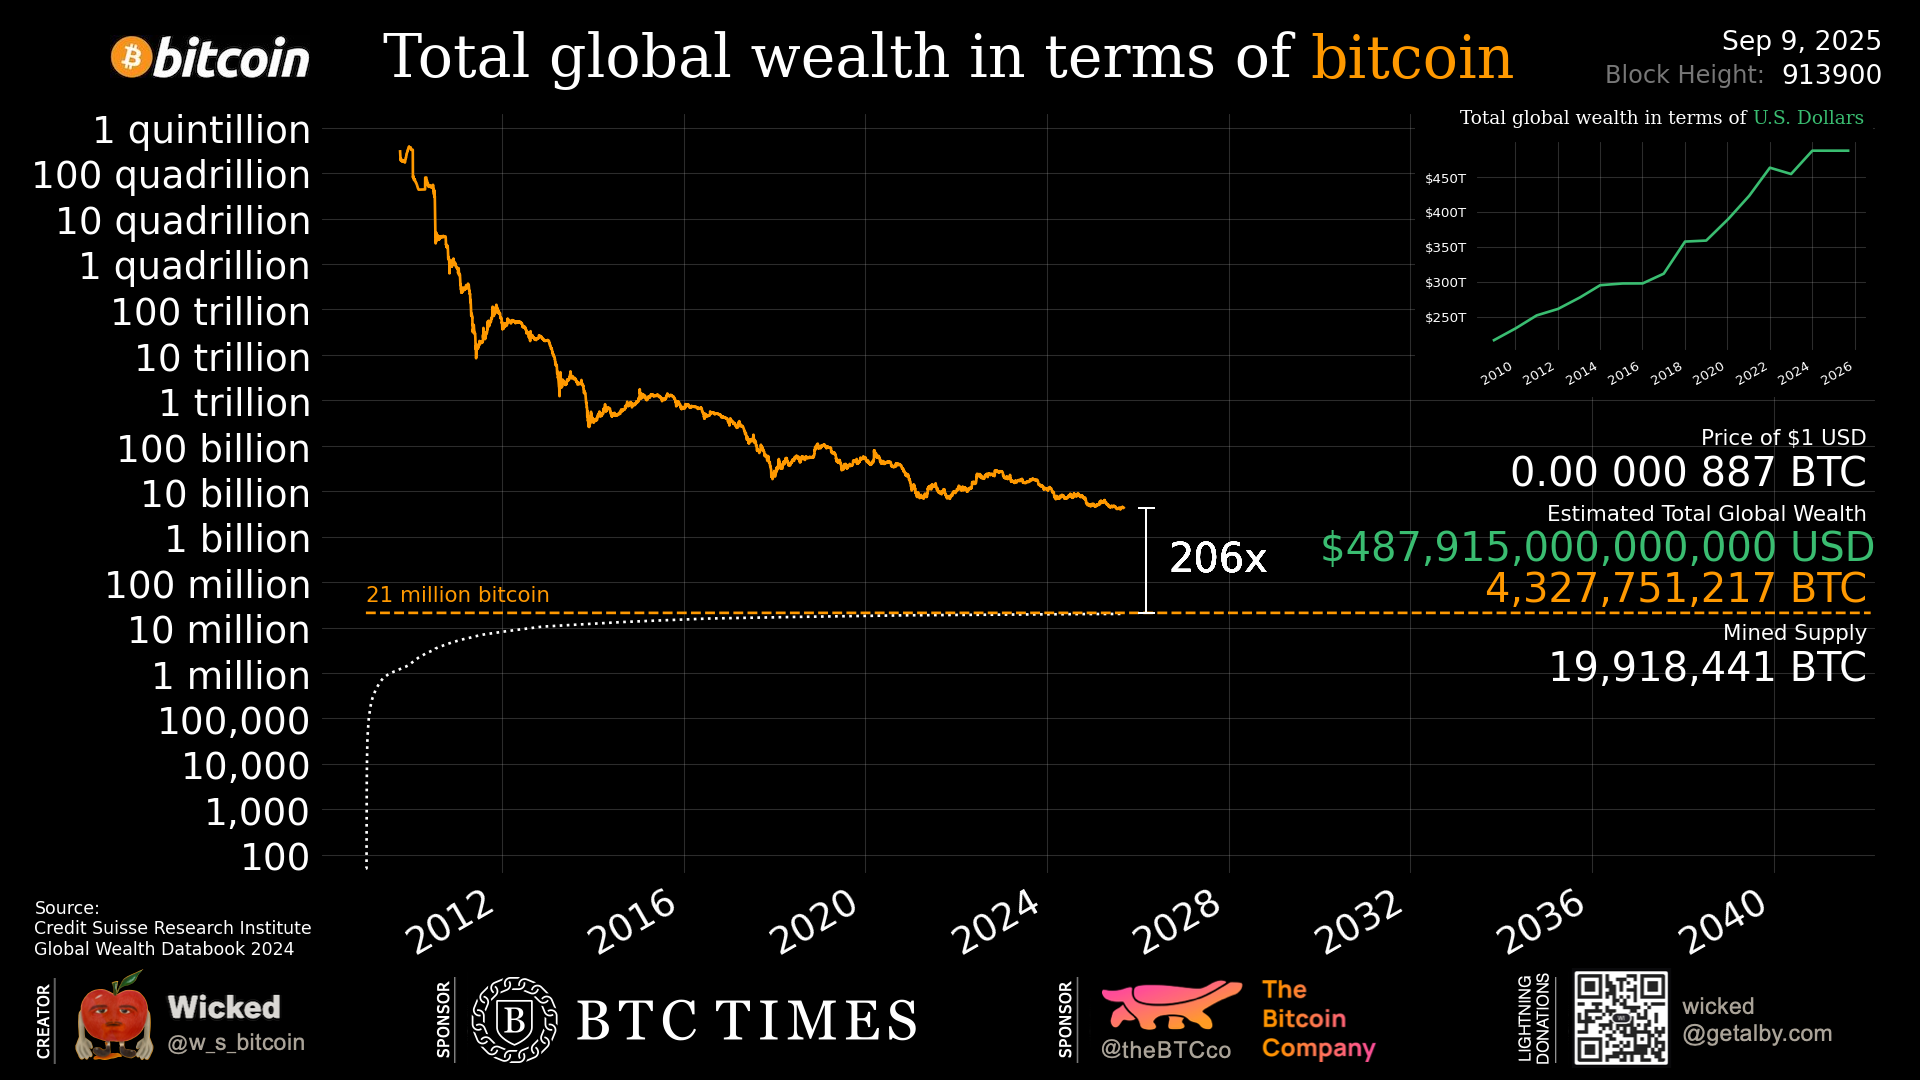 bitcoin
Total global wealth in terms of bitcoin
Sep 9, 2025
Block Height: 913900
Total global wealth in terms of U.S. Dollars
$450T
$400T
$350T
$300T
$250T
2010
2012
2014
2016
2018
2020
2022
2024
2026
1 quintillion
100 quadrillion
10 quadrillion
1 quadrillion
100 trillion
10 trillion
1 trillion
100 billion
10 billion
1 billion
100 million
10 million
1 million
100,000
10,000
1,000
100
21 million bitcoin
206x
Price of $1 USD
0.00 000 887 BTC
Estimated Total Global Wealth
$487,915,000,000,000 USD
4,327,751,217 BTC
Mined Supply
19,918,441 BTC
2012
2016
2020
2024
2028
2032
2036
2040
Source:
Credit Suisse Research Institute
Global Wealth Databook 2024
CREATOR
Wicked
@w_s_bitcoin
SPONSOR
B
BTC TIMES
SPONSOR
@theBTCco
The
Bitcoin
Company
LIGHTNING
DONATIONS
wicked
@getalby.com